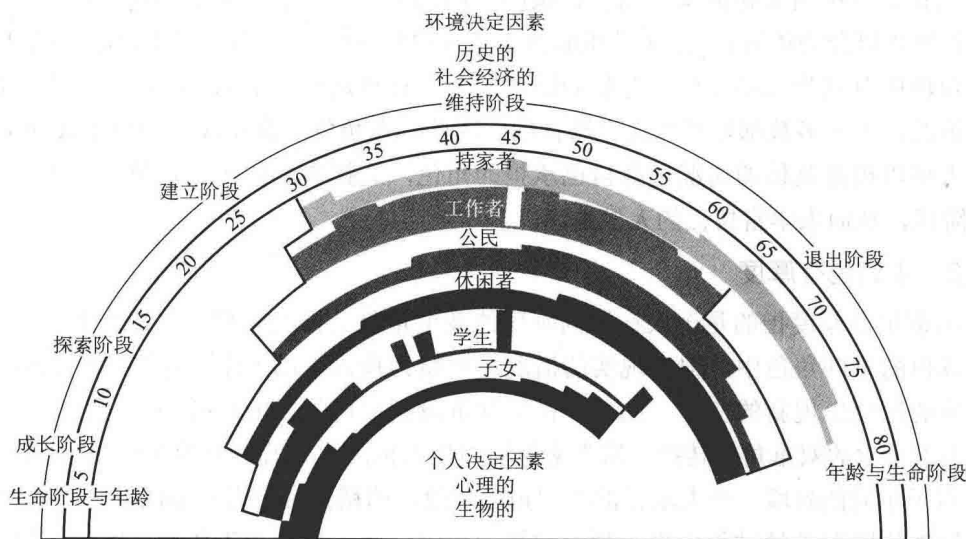 环境决定因素
历史的
社会经济的
维持阶段
建立阶段
探索阶段
成长阶段
生命阶段与年龄
退出阶段
年龄与生命阶段
5
10
15
20
25
30
35
40
45
50
55
60
65
70
75
80
持家者
工作者
公民
休闲者
学生
子女
个人决定因素
心理的
生物的